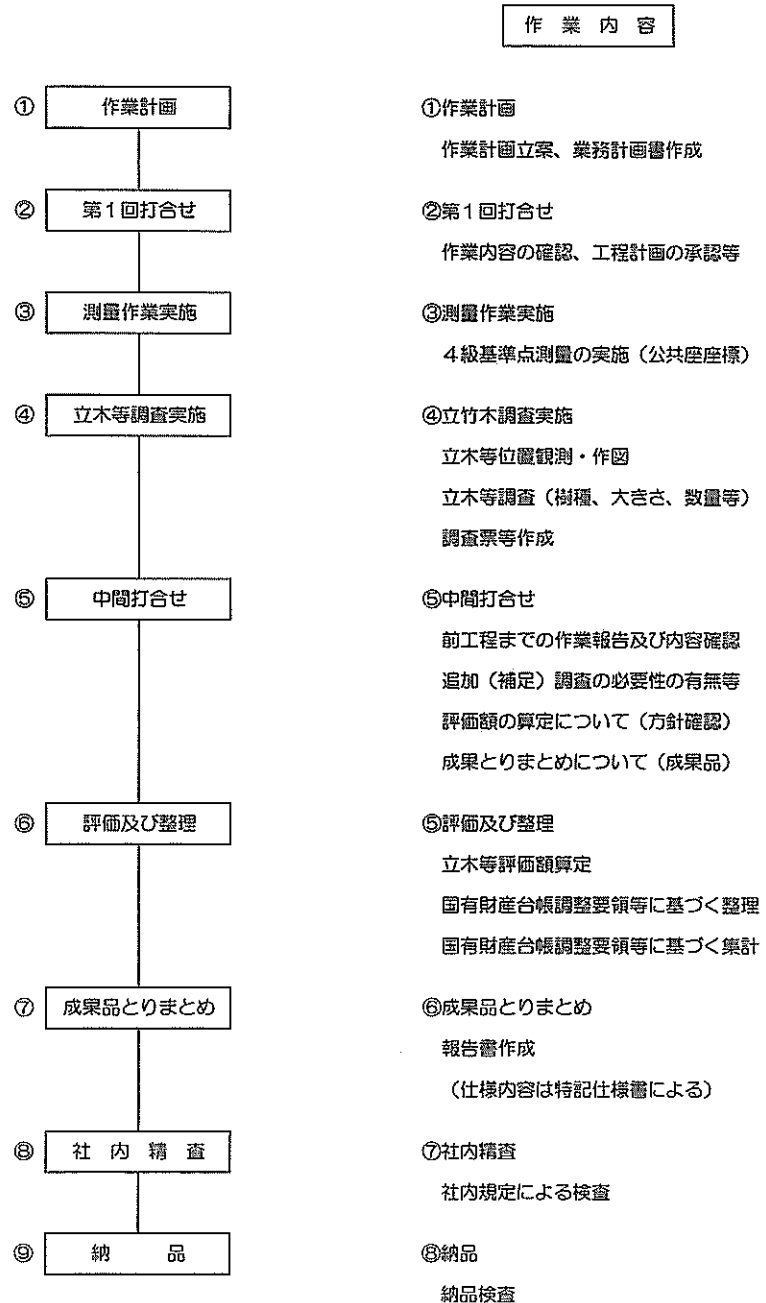 作 業 内 容
① 作業計画
①作業計画
作業計画立案、業務計画書作成
② 第1回打合せ
②第1回打合せ
作業内容の確認、工程計画の承認等
③ 測量作業実施
③測量作業実施
4級基準点測量の実施(公共座座標)
④ 立木等調査実施
④立竹木調査実施
立木等位置観測・作図
立木等調査(樹種、大きさ、数量等)
調査票等作成
⑤ 中間打合せ
⑤中間打合せ
前工程までの作業報告及び内容確認
追加(補足)調査の必要性の有無等
評価額の算定について(方針確認)
成果とりまとめについて(成果品)
⑥ 評価及び整理
⑤評価及び整理
立木等評価額算定
国有財産台帳調整要領等に基づく整理
国有財産台帳調整要領等に基づく集計
⑦ 成果品とりまとめ
⑥成果品とりまとめ
報告書作成
(仕様内容は特記仕様書による)
⑧ 社 内 精 査
⑦社内精査
社内規定による検査
⑨ 納 品
⑧納品
納品検査